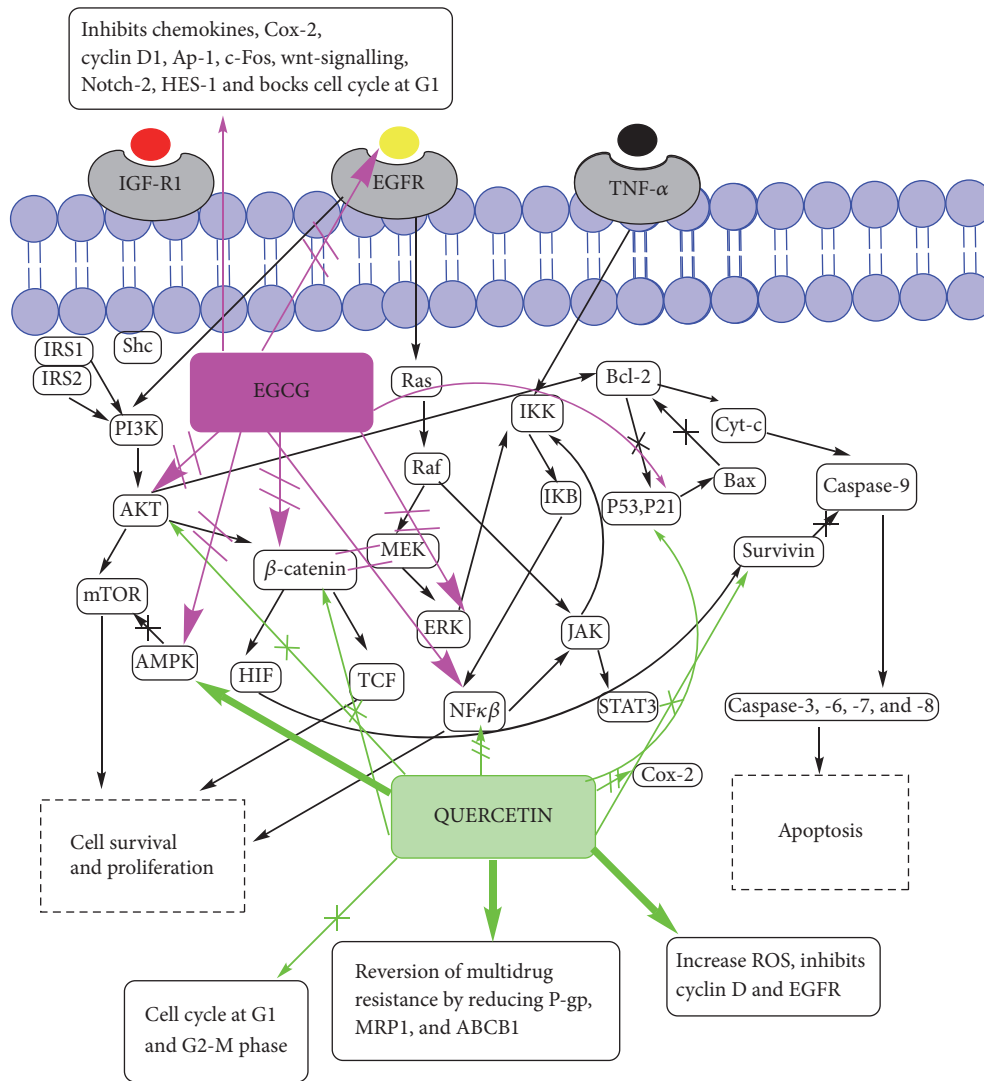 Inhibits chemokines, Cox-2,
cyclin D1, Ap-1, c-Fos, wnt-signalling,
Notch-2, HES-1 and bocks cell cycle at G1
IGF-R1
EGFR
TNF-α
IRS1
Shc
IRS2
EGCG
Ras
Bcl-2
PI3K
IKK
Cyt-c
Raf
AKT
IKB
P53,P21
Bax
Caspase-9
MEK
Survivin
β-catenin
mTOR
ERK
JAK
AMPK
HIF
TCF
NFκβ
STAT3
Caspase-3, -6, -7, and -8
Cox-2
QUERCETIN
Cell survival
and proliferation
Apoptosis
Cell cycle at G1
and G2-M phase
Reversion of multidrug
resistance by reducing P-gp,
MRP1, and ABCB1
Increase ROS, inhibits
cyclin D and EGFR